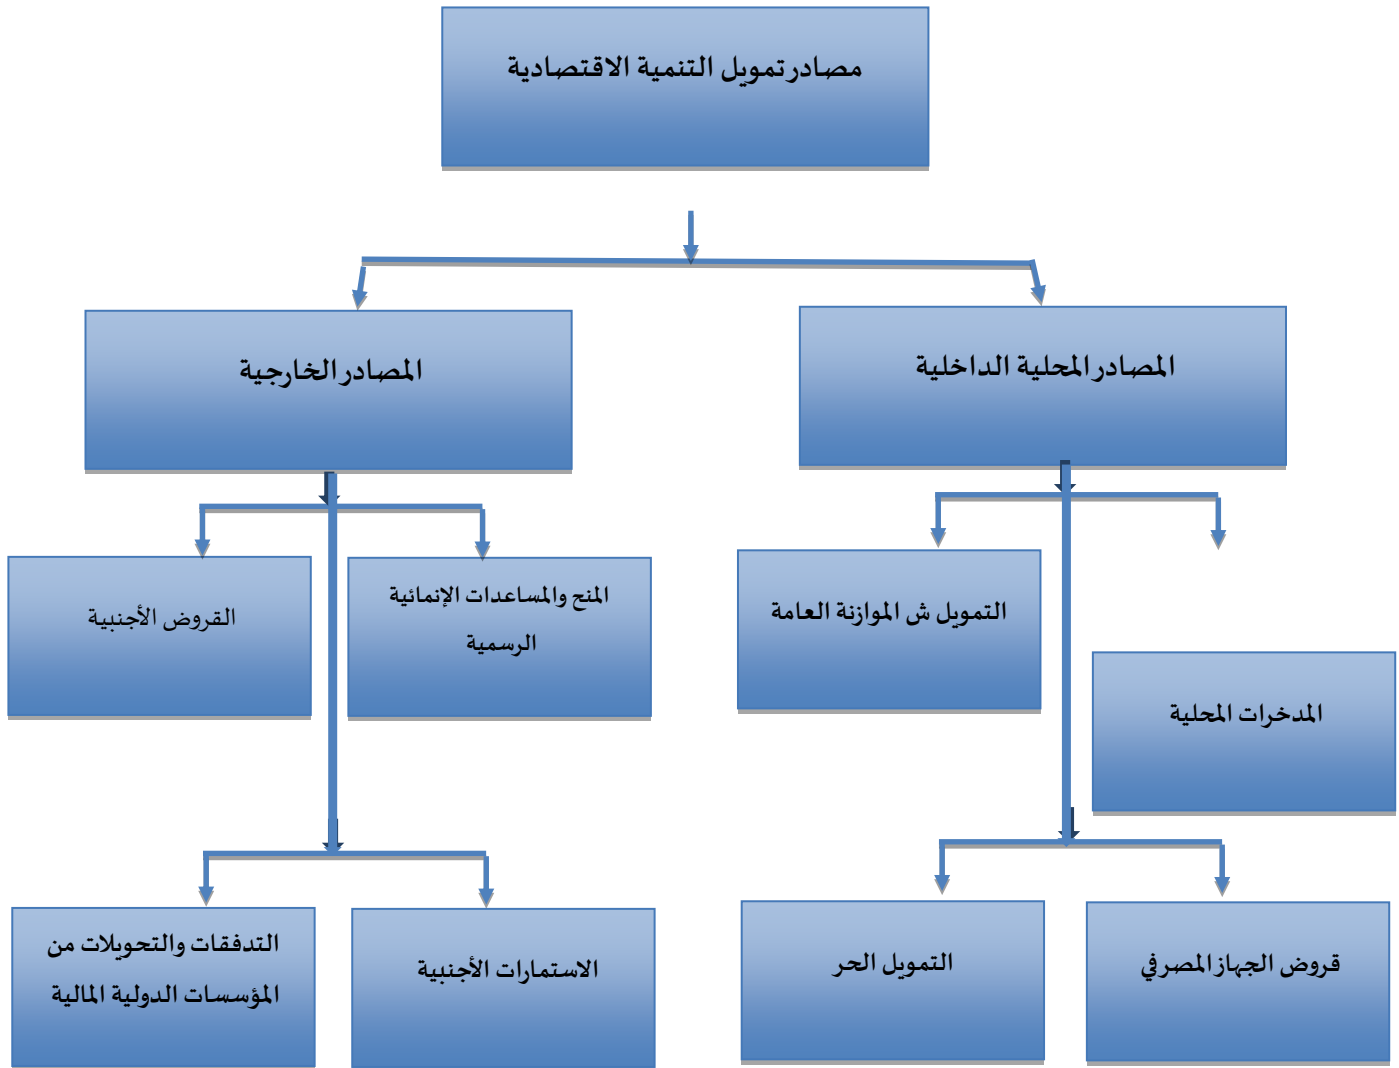 مصادر تمويل التنمية الاقتصادية
المصادر المحلية الداخلية
المصادر الخارجية
التمويل ش الموازنة العامة
المدخرات المحلية
المنح والمساعدات الإنمائية
الرسمية
القروض الأجنبية
قروض الجهاز المصرفي
التمويل الحر
الاستمارات الأجنبية
التدفقات والتحويلات من
المؤسسات الدولية المالية